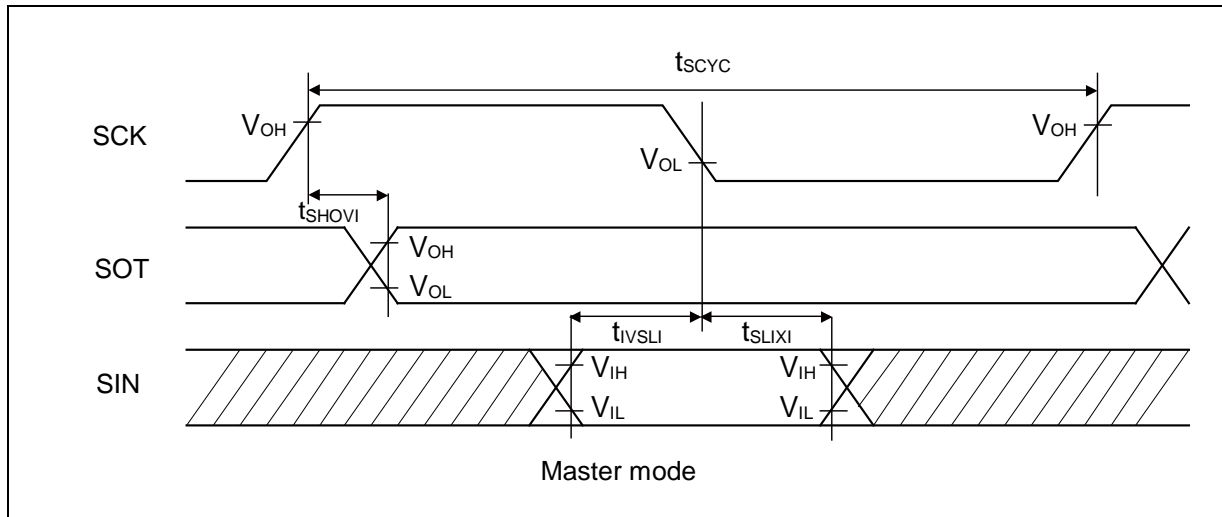 tSCYC
SCK
VOH
VOL
VOH
tSHOVI
SOT
VOH
VOL
tIVSLI
tSLIXI
SIN
VIH
VIL
VIH
VIL
Master mode